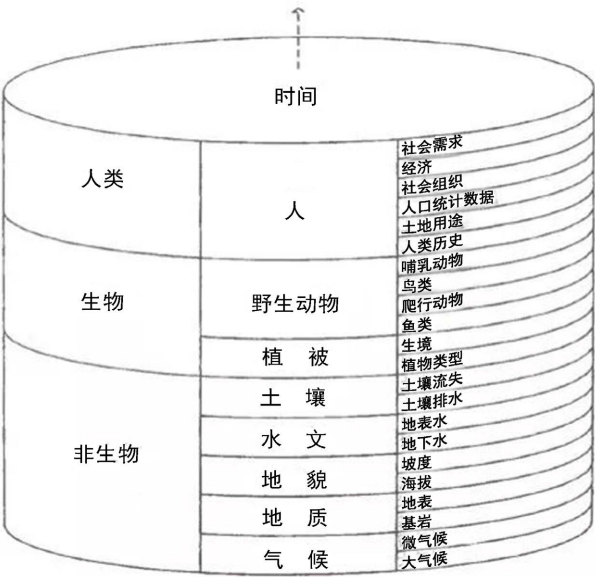 时间
人类
人
社会需求
经济
社会组织
人口统计数据
土地用途
人类历史
生物
野生动物
哺乳动物
鸟类
爬行动物
鱼类
植 被
生境
植物类型
非生物
土 壤
土壤流失
土壤排水
水 文
地表水
地下水
地 貌
坡度
海拔
地 质
地表
基岩
气 候
微气候
大气候